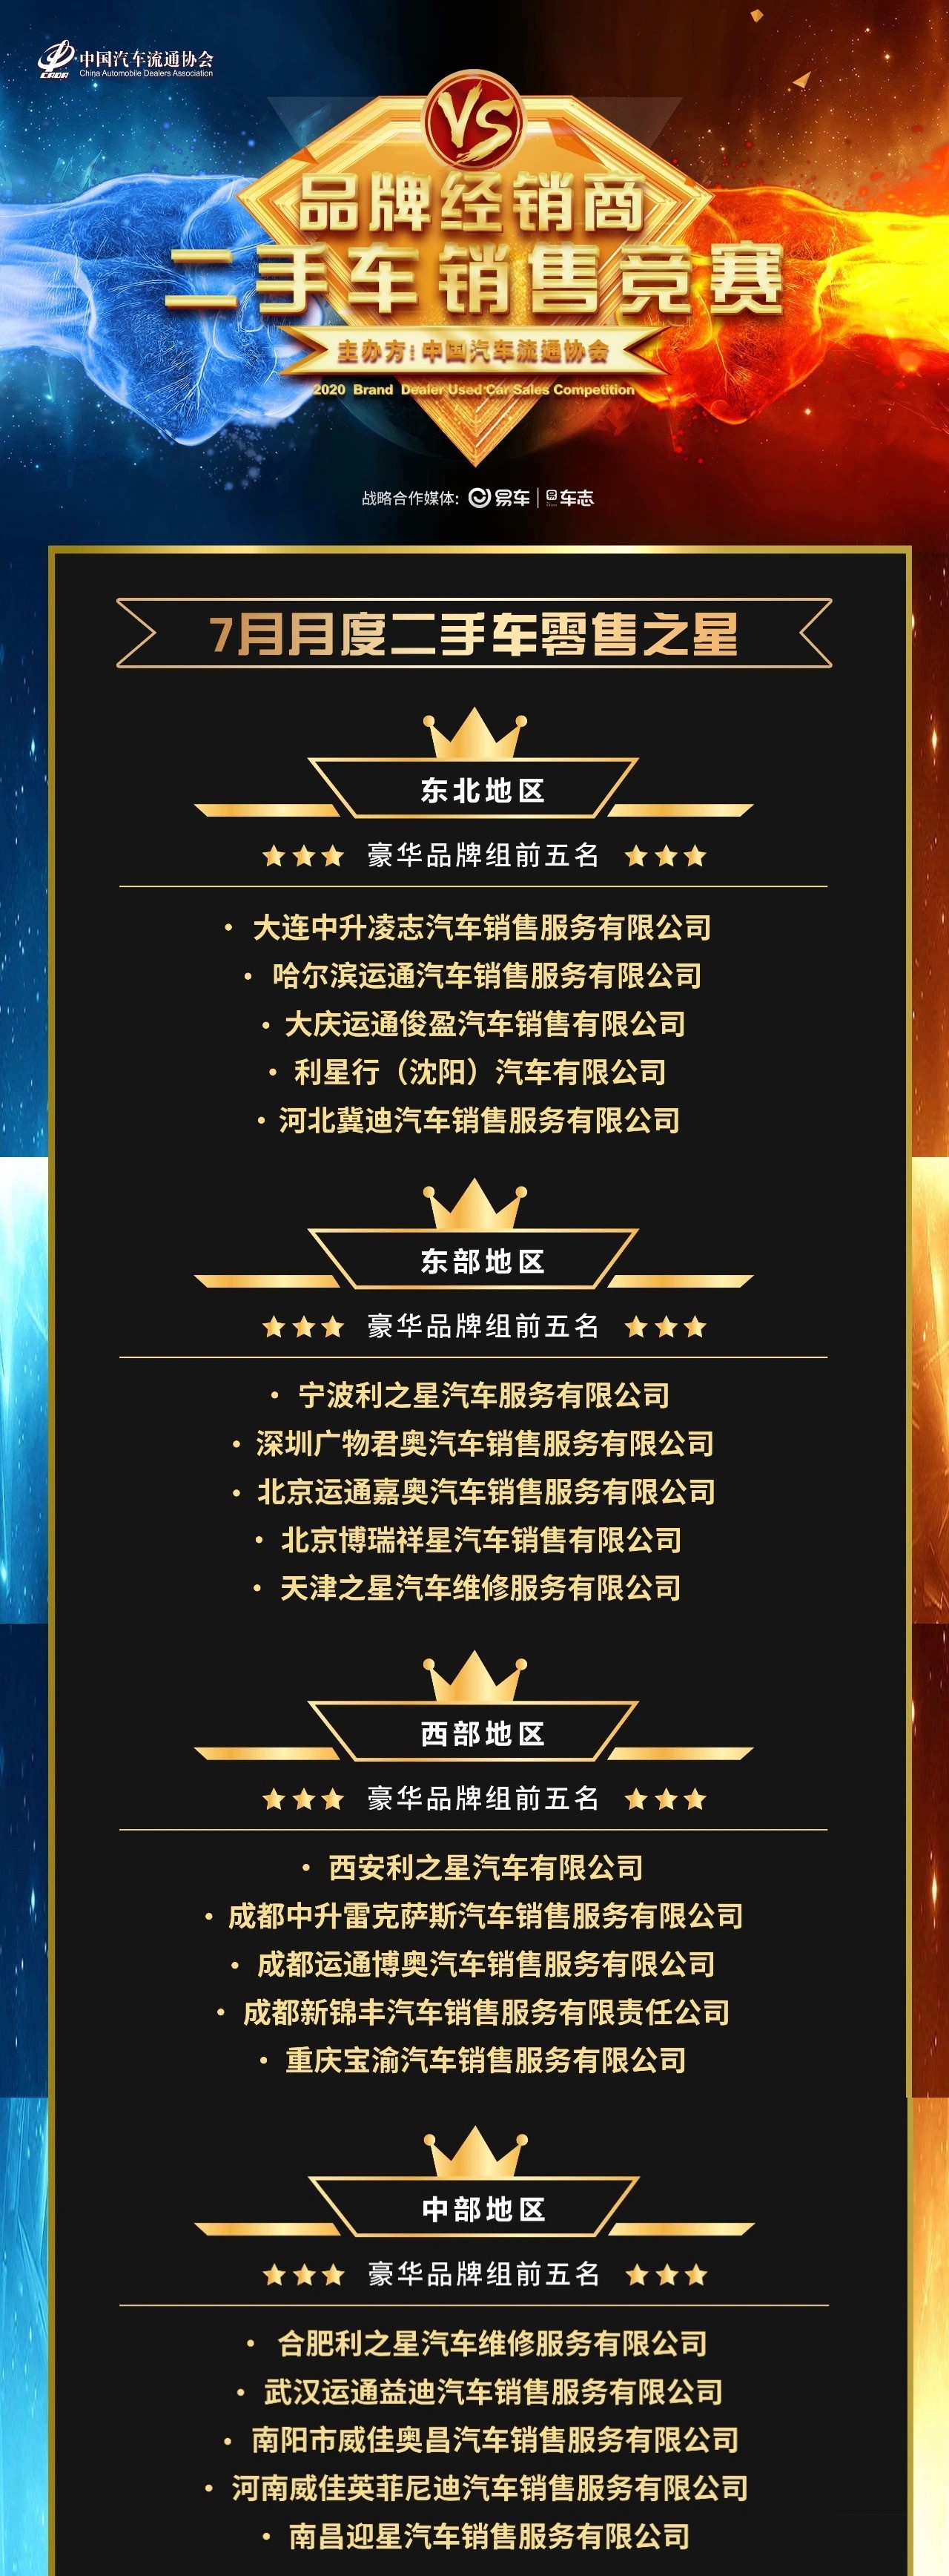 中国汽车流通协会
CADA
China Automobile Dealers Association
VS
品牌经销商
二手车销售竞赛
主办方:中国汽车流通协会
2020 Brand Dealer Used Car Sales Competition
战略合作媒体: 易车 | 车志
7月月度二手车零售之星
东北地区
豪华品牌组前五名
• 大连中升凌志汽车销售服务有限公司
• 哈尔滨运通汽车销售服务有限公司
• 大庆运通俊盈汽车销售有限公司
• 利星行（沈阳）汽车有限公司
• 河北冀迪汽车销售服务有限公司
东部地区
豪华品牌组前五名
• 宁波利之星汽车服务有限公司
• 深圳广物君奥汽车销售服务有限公司
• 北京运通嘉奥汽车销售服务有限公司
• 北京博瑞祥星汽车销售有限公司
• 天津之星汽车维修服务有限公司
西部地区
豪华品牌组前五名
• 西安利之星汽车有限公司
• 成都中升雷克萨斯汽车销售服务有限公司
• 成都运通博奥汽车销售服务有限公司
• 成都新锦丰汽车销售服务有限责任公司
• 重庆宝渝汽车销售服务有限公司
中部地区
豪华品牌组前五名
• 合肥利之星汽车维修服务有限公司
• 武汉运通益迪汽车销售服务有限公司
• 南阳市威佳奥昌汽车销售服务有限公司
• 河南威佳英菲尼迪汽车销售服务有限公司
• 南昌迎星汽车销售服务有限公司